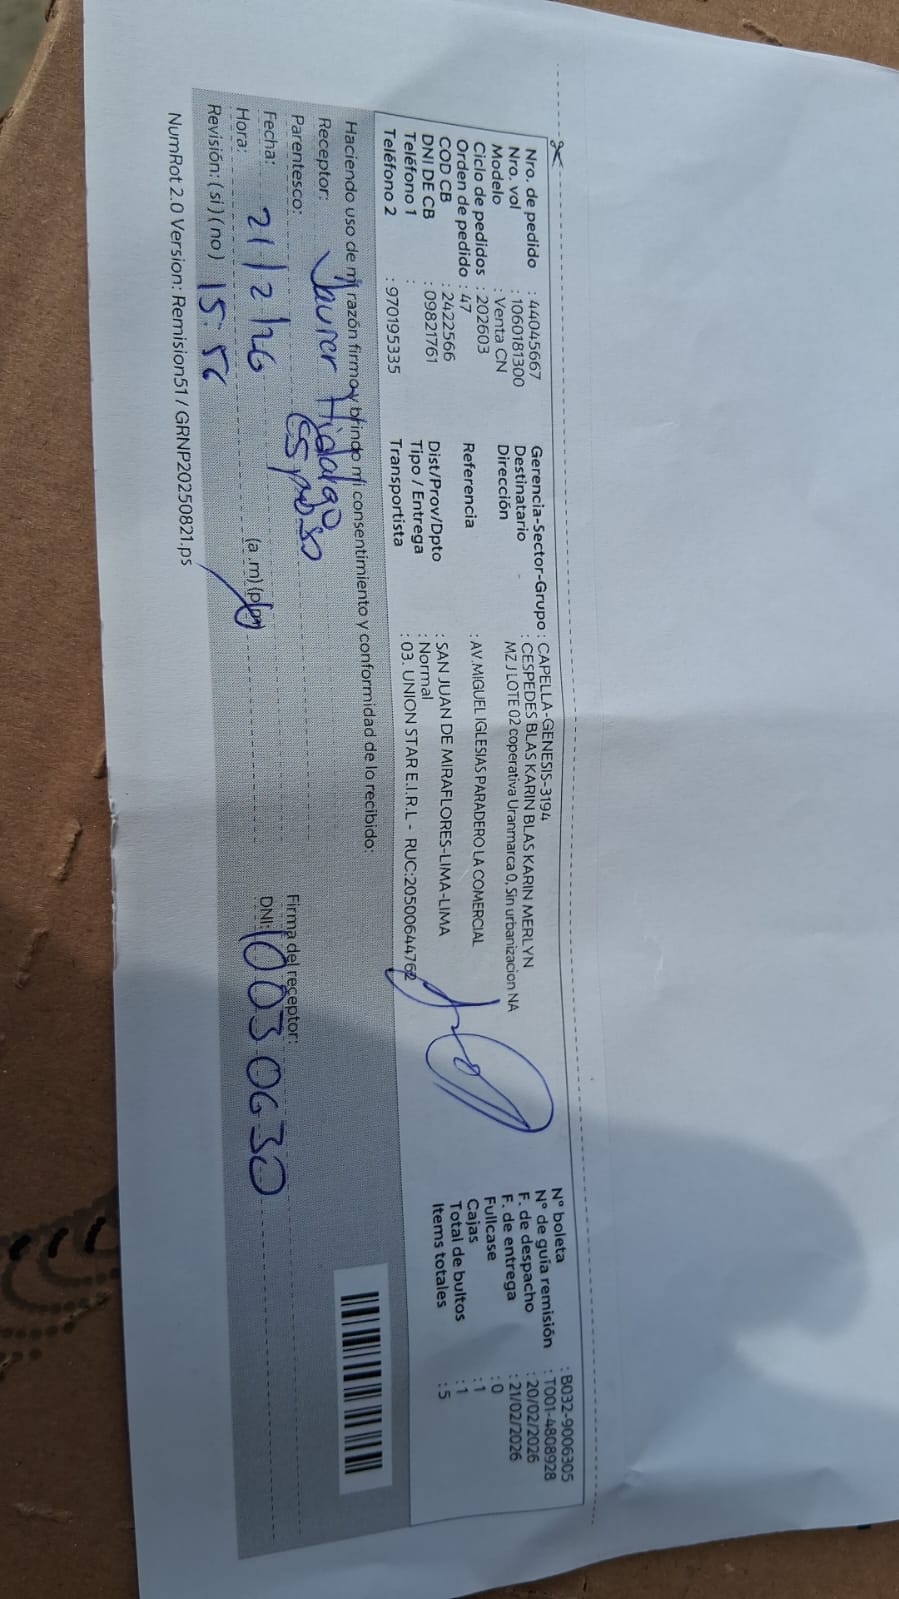 Nro. de pedido : 44045667
Nro. vol : 1060181300
Modelo : Venta CN
Ciclo de pedidos : 202603
Orden de pedido : 47
COD CB : 2422566
DNI DE CB : 09821761
Teléfono 1 :
Teléfono 2 : 970195335
Gerencia-Sector-Grupo : CAPELLA-GENESIS-3194
Destinatario : CESPEDES BLAS KARIN BLAS KARIN MERLYN
Dirección MZ J LOTE 02 coperativa Uranmarca 0, Sin urbanizacion NA
Referencia : AV.MIGUEL IGLESIAS PARADERO LA COMERCIAL
Dist/Prov/Dpto : SAN JUAN DE MIRAFLORES-LIMA-LIMA
Tipo / Entrega : Normal
Transportista : 03. UNION STAR E.I.R.L - RUC:20500644762
N° boleta : B032-9006305
N° de guía remisión : T001-4808928
F. de despacho : 20/02/2026
F. de entrega : 21/02/2026
Fullcase : 0
Cajas : 1
Total de bultos : 1
Items totales : 5
Haciendo uso de mi razón firmo y brindo mi consentimiento y conformidad de lo recibido:
Receptor: Hidalgo
Parentesco: Esposo
Fecha: 21/2/26
Hora: 15:56 (a.m)(p.m)
Revisión: (si)(no)
Firma del receptor:
DNI: 10030630
NumRot 2.0 Version: Remision51 / GRNP20250821.ps